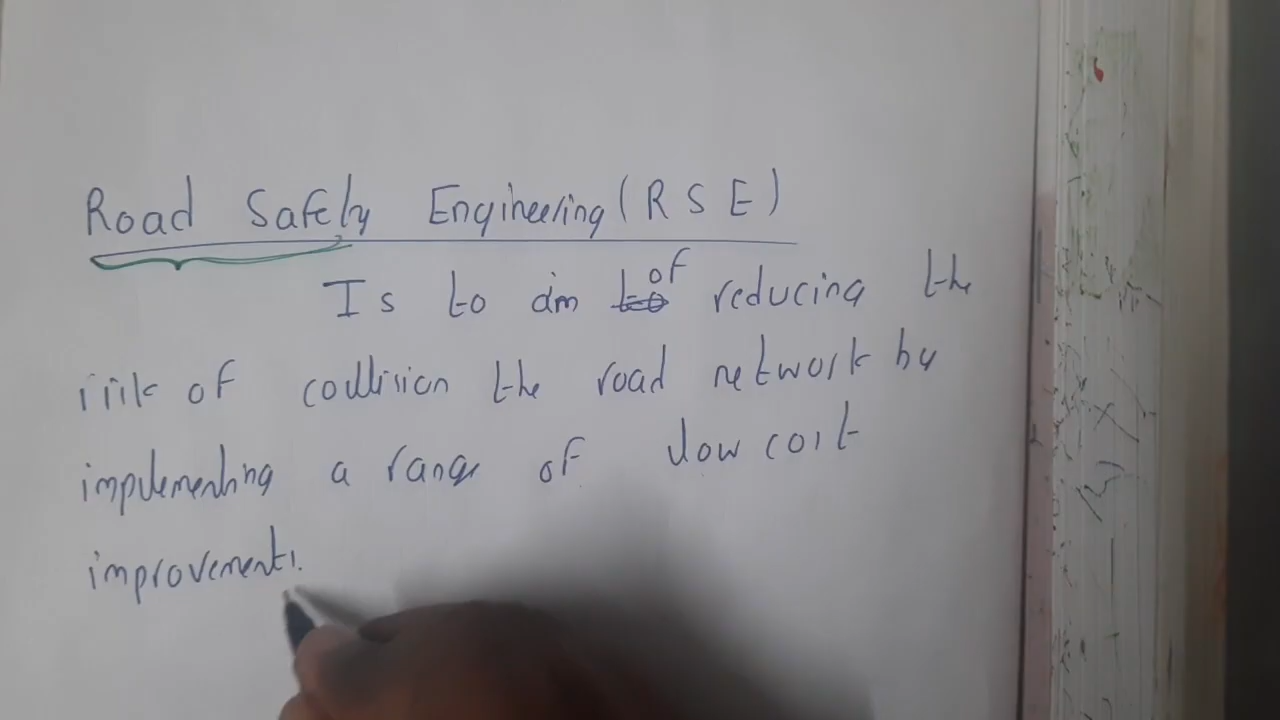 Road Safety Engineering (RSE)
Is to aim of reducing the
risk of collision the road network by
implementing a range of low cost
improvements.